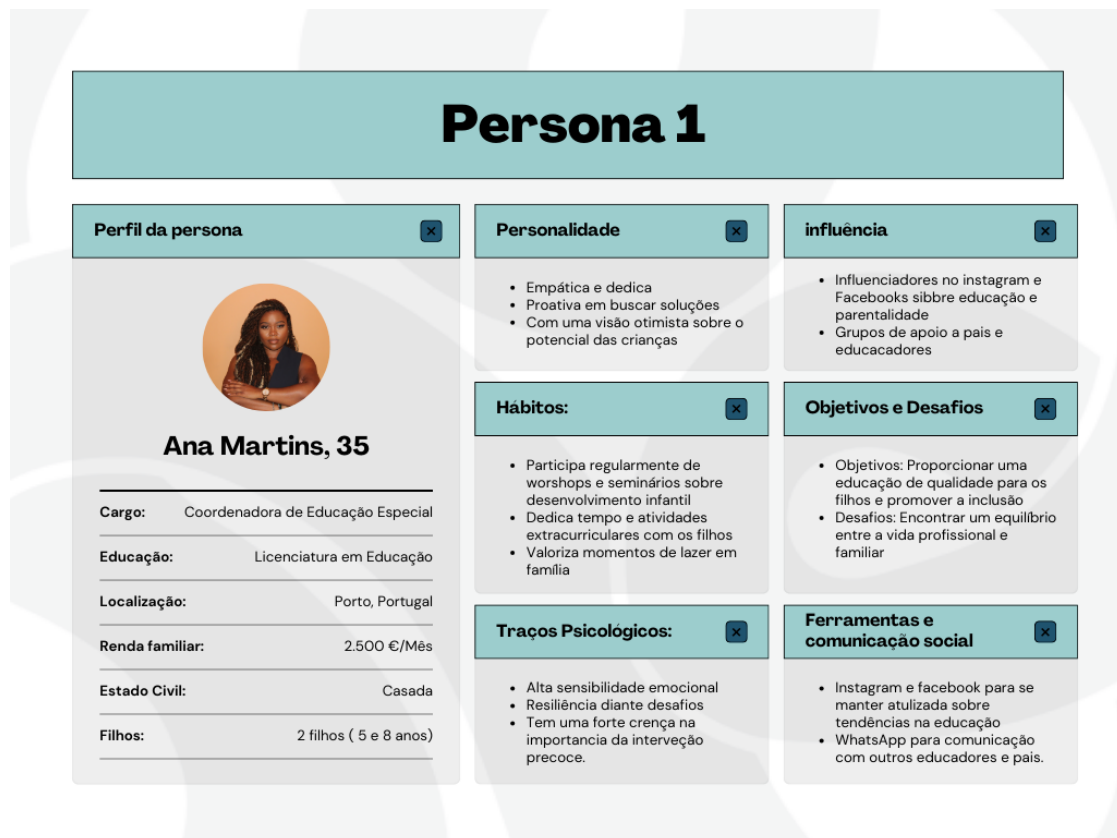 Persona 1
Perfil da persona
Ana Martins, 35
Cargo: Coordenadora de Educação Especial
Educação: Licenciatura em Educação
Localização: Porto, Portugal
Renda familiar: 2.500 €/Mês
Estado Civil: Casada
Filhos: 2 filhos ( 5 e 8 anos)
Personalidade
• Empática e dedica
• Proativa em buscar soluções
• Com uma visão otimista sobre o
potencial das crianças
influência
• Influenciadores no instagram e
Facebooks sibbre educação e
parentalidade
• Grupos de apoio a pais e
educacadores
Hábitos:
• Participa regularmente de
worshops e seminários sobre
desenvolvimento infantil
• Dedica tempo e atividades
extracurriculares com os filhos
• Valoriza momentos de lazer em
família
Objetivos e Desafios
• Objetivos: Proporcionar uma
educação de qualidade para os
filhos e promover a inclusão
• Desafios: Encontrar um equilíbrio
entre a vida profissional e
familiar
Traços Psicológicos:
• Alta sensibilidade emocional
• Resiliência diante desafios
• Tem uma forte crença na
importancia da interveção
precoce.
Ferramentas e
comunicação social
• Instagram e facebook para se
manter atulizada sobre
tendências na educação
• WhatsApp para comunicação
com outros educadores e pais.